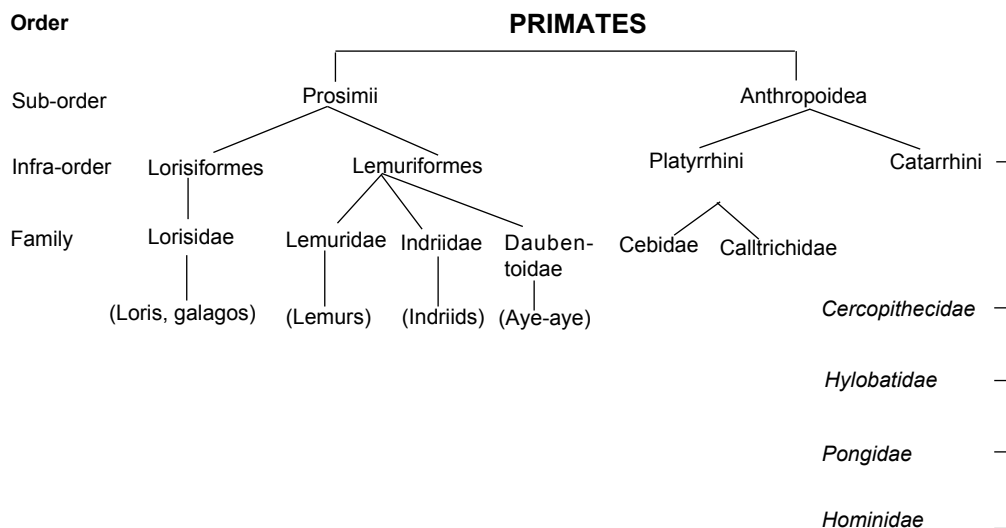 Order PRIMATES
Sub-order Prosimii Anthropoidea
Infra-order Lorisiformes Lemuriformes Platyrrhini Catarrhini
Family Lorisidae Lemuridae Indriidae Dauben- Cebidae Calltrichidae
toidae
(Loris, galagos) (Lemurs) (Indriids) (Aye-aye)
Cercopithecidae
Hylobatidae
Pongidae
Hominidae